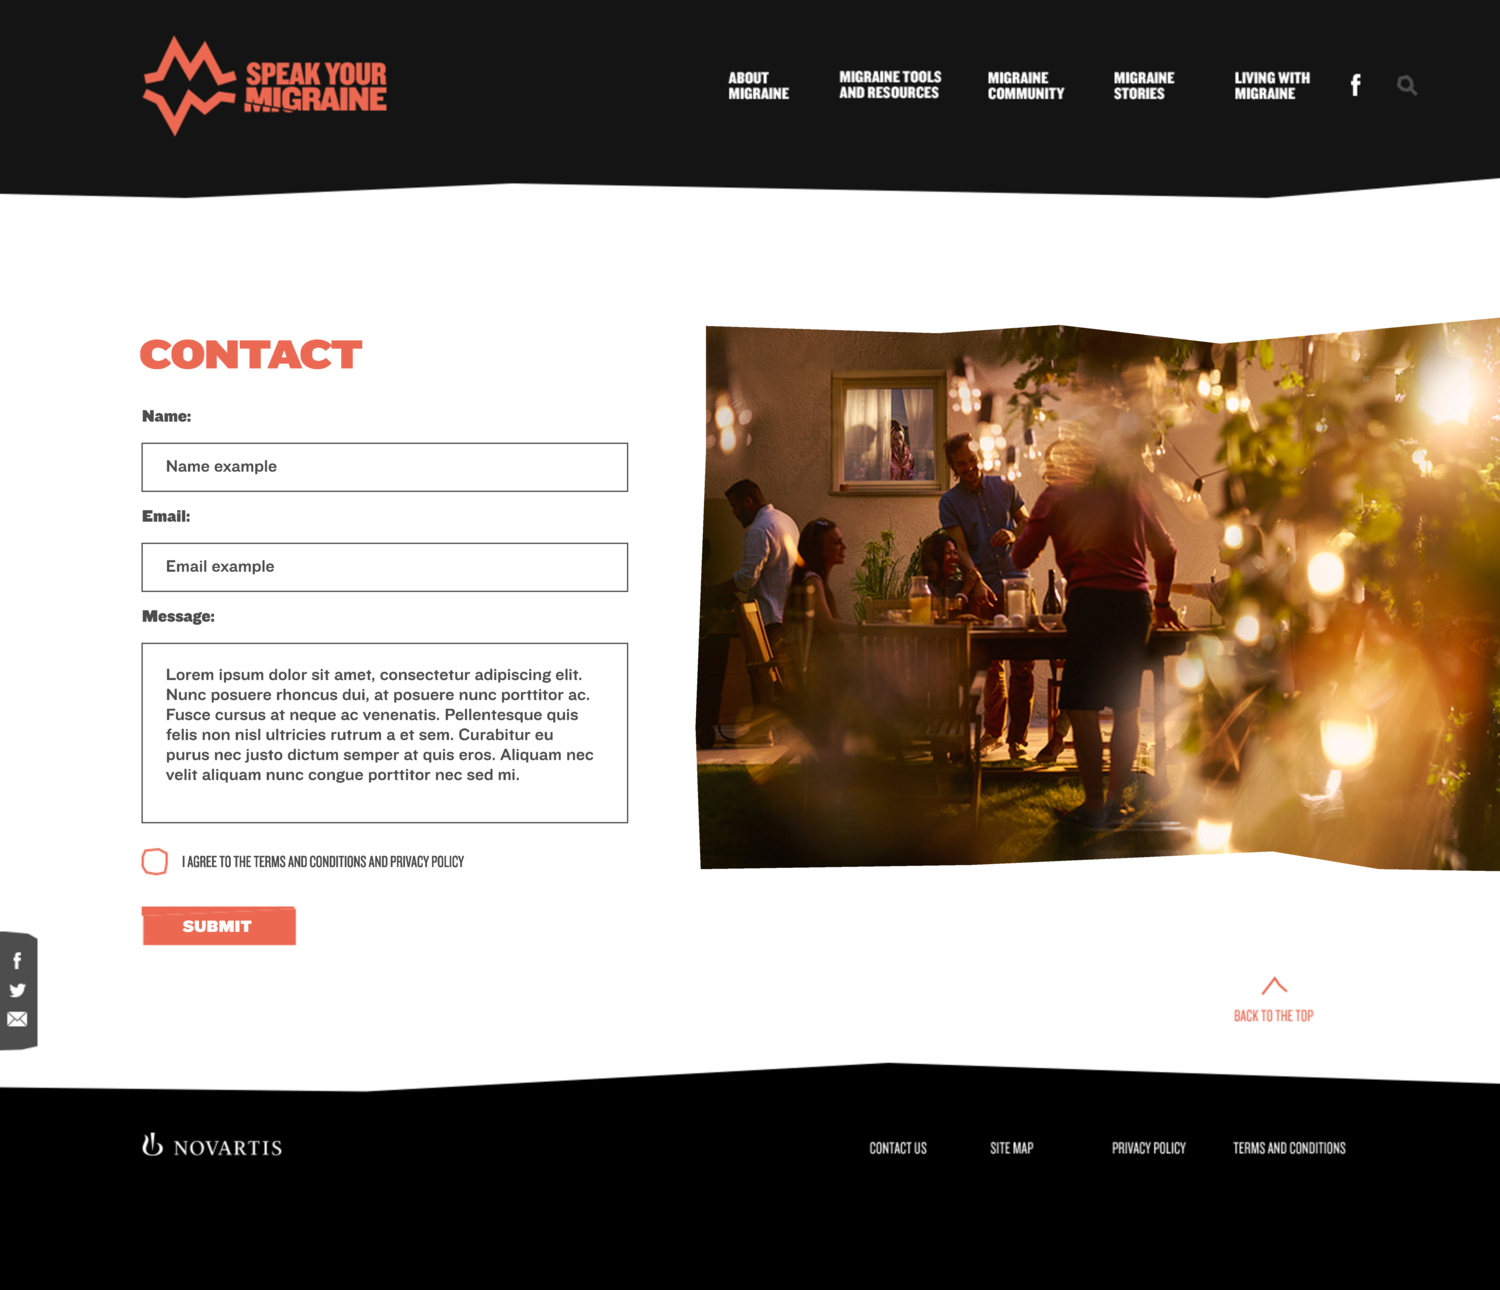 SPEAK YOUR
MIGRAINE
ABOUT
MIGRAINE
MIGRAINE TOOLS
AND RESOURCES
MIGRAINE
COMMUNITY
MIGRAINE
STORIES
LIVING WITH
MIGRAINE
CONTACT
Name:
Name example
Email:
Email example
Message:
Lorem ipsum dolor sit amet, consectetur adipiscing elit.
Nunc posuere rhoncus dui, at posuere nunc porttitor ac.
Fusce cursus at neque ac venenatis. Pellentesque quis
felis non nisl ultricies rutrum a et sem. Curabitur eu
purus nec justo dictum semper at quis eros. Aliquam nec
velit aliquam nunc congue porttitor nec sed mi.
I AGREE TO THE TERMS AND CONDITIONS AND PRIVACY POLICY
SUBMIT
BACK TO THE TOP
NOVARTIS
CONTACT US
SITE MAP
PRIVACY POLICY
TERMS AND CONDITIONS